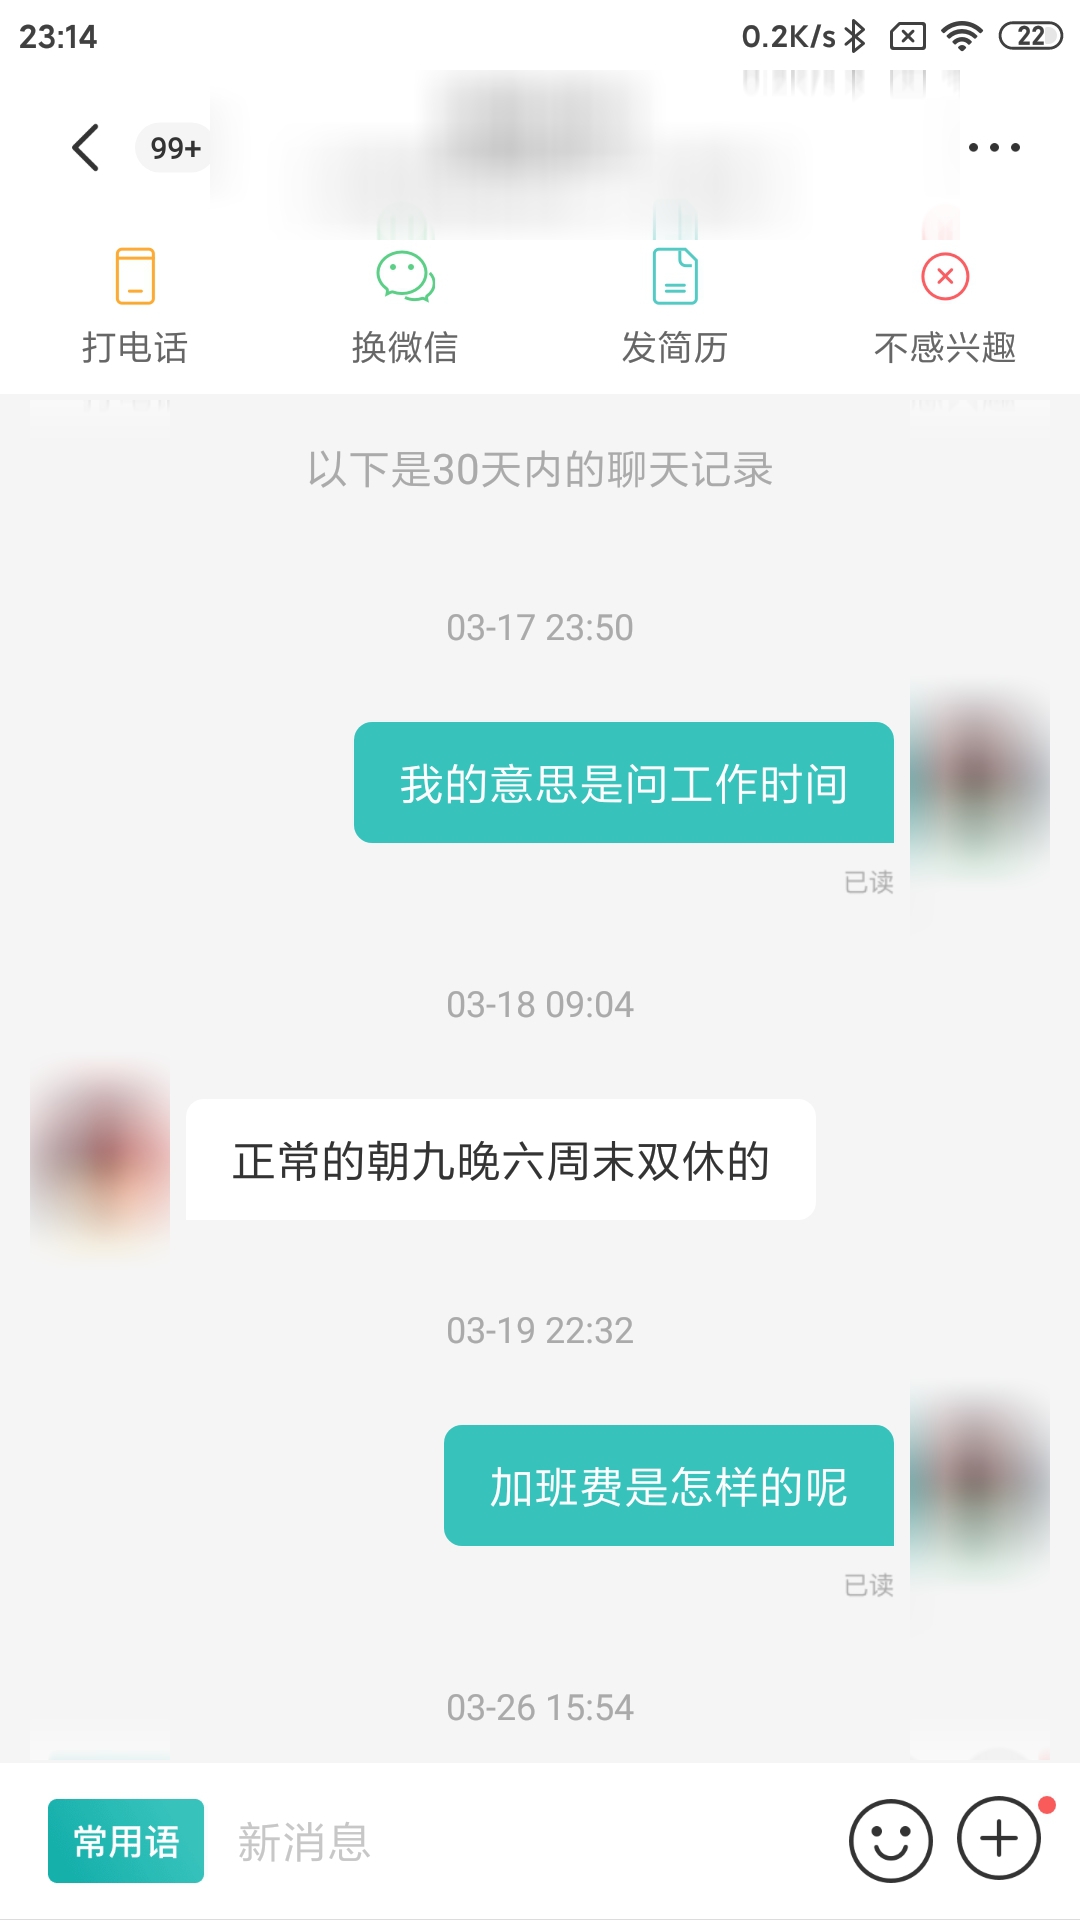 23:14
0.2K/s
22
99+
打电话
换微信
发简历
不感兴趣
以下是30天内的聊天记录
03-17 23:50
我的意思是问工作时间
已读
03-18 09:04
正常的朝九晚六周末双休的
03-19 22:32
加班费是怎样的呢
已读
03-26 15:54
常用语
新消息